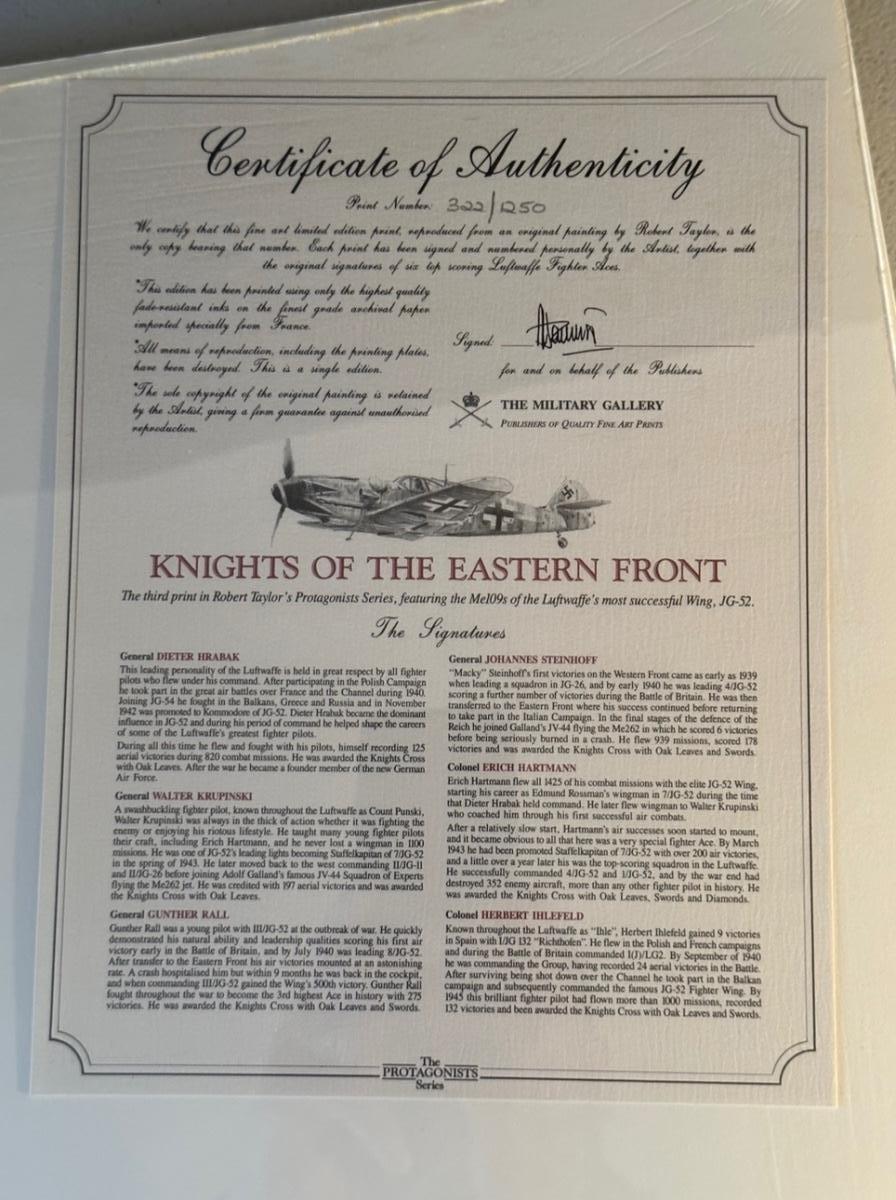 Certificate of Authenticity
Print Number: 322/1250
We certify that this fine art limited edition print, reproduced from an original painting by Robert Taylor, is the
only copy bearing that number. Each print has been signed and numbered personally by the Artist, together with
the original signatures of six top scoring Luftwaffe Fighter Aces.
*This edition has been printed using only the highest quality
fade-resistant inks on the finest grade archival paper
imported specially from France.
*All means of reproduction, including the printing plates,
have been destroyed. This is a single edition.
*The sole copyright of the original painting is retained
by the Artist, giving a firm guarantee against unauthorised
reproduction.
Signed:
for and on behalf of the Publishers
THE MILITARY GALLERY
PUBLISHERS OF QUALITY FINE ART PRINTS
KNIGHTS OF THE EASTERN FRONT
The third print in Robert Taylor's Protagonists Series, featuring the Me109s of the Luftwaffe's most successful Wing, JG-52.
The Signatures
General DIETER HRABAK
This leading personality of the Luftwaffe is held in great respect by all fighter
pilots who flew under his command. After participating in the Polish Campaign
he took part in the great air battles over France and the Channel during 1940.
Joining JG-54 he fought in the Balkans, Greece and Russia and in November
1942 was promoted to Kommodore of JG-52. Dieter Hrabak became the dominant
influence in JG-52 and during his period of command he helped shape the careers
of some of the Luftwaffe's greatest fighter pilots.
During all this time he flew and fought with his pilots, himself recording 125
aerial victories during 820 combat missions. He was awarded the Knights Cross
with Oak Leaves. After the war he became a founder member of the new German
Air Force.
General WALTER KRUPINSKI
A swashbuckling fighter pilot, known throughout the Luftwaffe as Count Punski,
Walter Krupinski was always in the thick of action whether it was fighting the
enemy or enjoying his riotous lifestyle. He taught many young fighter pilots
their craft, including Erich Hartmann, and he never lost a wingman in 1100
missions. He was one of JG-52's leading lights becoming Staffelkapitan of 7/JG-52
in the spring of 1943. He later moved back to the west commanding II/JG-11
and II/JG-26 before joining Adolf Galland's famous JV-44 Squadron of Experts
flying the Me262 jet. He was credited with 197 aerial victories and was awarded
the Knights Cross with Oak Leaves.
General GUNTHER RALL
Gunther Rall was a young pilot with III/JG-52 at the outbreak of war. He quickly
demonstrated his natural ability and leadership qualities scoring his first air
victory early in the Battle of Britain, and by July 1940 was leading 8/JG-52.
After transfer to the Eastern Front his air victories mounted at an astonishing
rate. A crash hospitalised him but within 9 months he was back in the cockpit,
and when commanding III/JG-52 gained the Wing's 500th victory. Gunther Rall
fought throughout the war to become the 3rd highest Ace in history with 275
victories. He was awarded the Knights Cross with Oak Leaves and Swords.
General JOHANNES STEINHOFF
"Macky" Steinhoff's first victories on the Western Front came as early as 1939
when leading a squadron in JG-26, and by early 1940 he was leading 4/JG-52
scoring a further number of victories during the Battle of Britain. He was then
transferred to the Eastern Front where his success continued before returning
to take part in the Italian Campaign. In the final stages of the defence of the
Reich he joined Galland's JV-44 flying the Me262 in which he scored 6 victories
before being seriously burned in a crash. He flew 939 missions, scored 178
victories and was awarded the Knights Cross with Oak Leaves and Swords.
Colonel ERICH HARTMANN
Erich Hartmann flew all 1425 of his combat missions with the elite JG-52 Wing,
starting his career as Edmund Rossman's wingman in 7/JG-52 during the time
that Dieter Hrabak held command. He later flew wingman to Walter Krupinski
who coached him through his first successful air combats.
After a relatively slow start, Hartmann's air successes soon started to mount,
and it became obvious to all that here was a very special fighter Ace. By March
1943 he had been promoted Staffelkapitan of 7/JG-52 with over 200 air victories,
and a little over a year later his was the top-scoring squadron in the Luftwaffe.
He successfully commanded 4/JG-52 and 1/JG-52, and by the war end had
destroyed 352 enemy aircraft, more than any other fighter pilot in history. He
was awarded the Knights Cross with Oak Leaves, Swords and Diamonds.
Colonel HERBERT IHLEFELD
Known throughout the Luftwaffe as "Ihle", Herbert Ihlefeld gained 9 victories
in Spain with I/JG 132 "Richthofen". He flew in the Polish and French campaigns
and during the Battle of Britain commanded I(J)/LG2. By September of 1940
he was commanding the Group, having recorded 24 aerial victories in the Battle.
After surviving being shot down over the Channel he took part in the Balkan
campaign and subsequently commanded the famous JG-52 Fighter Wing. By
1945 this brilliant fighter pilot had flown more than 1000 missions, recorded
132 victories and been awarded the Knights Cross with Oak Leaves and Swords.
The
PROTAGONISTS
Series